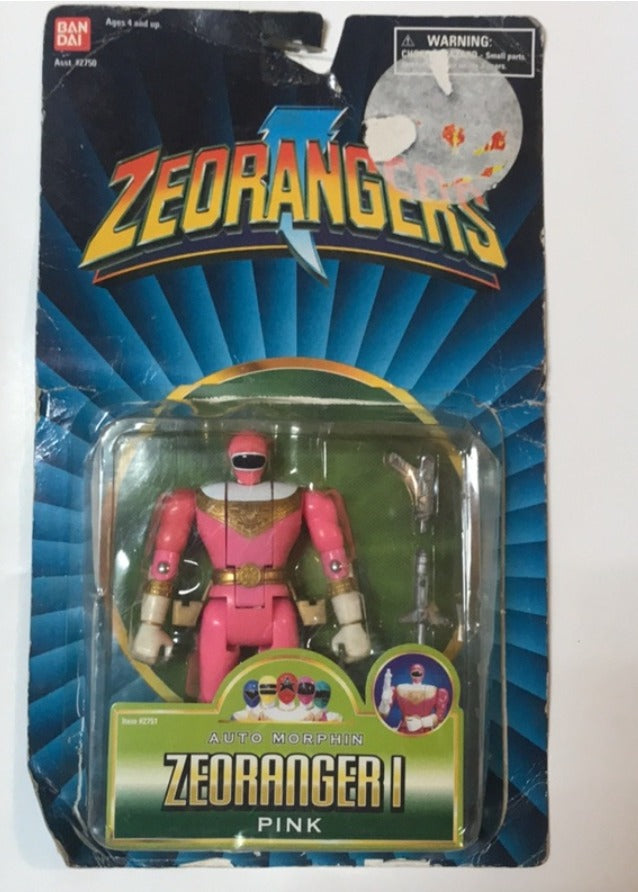 BAN
DAI
Ages 4 and up.
Asst. #2750
WARNING:
Small parts
ZEORANGERS
Item #2751
AUTO MORPHIN
ZEORANGER I
PINK